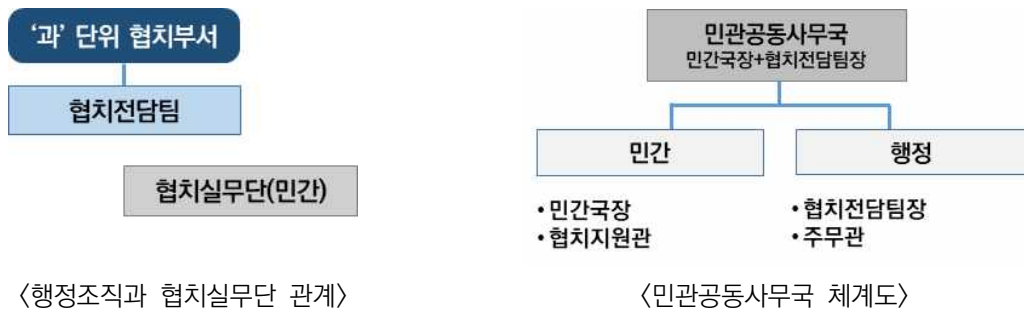 ‘과’ 단위 협치부서
협치전담팀
협치실무단(민간)
〈행정조직과 협치실무단 관계〉
민관공동사무국
민간국장+협치전담팀장
민간
행정
•민간국장
•협치지원관
•협치전담팀장
•주무관
〈민관공동사무국 체계도〉